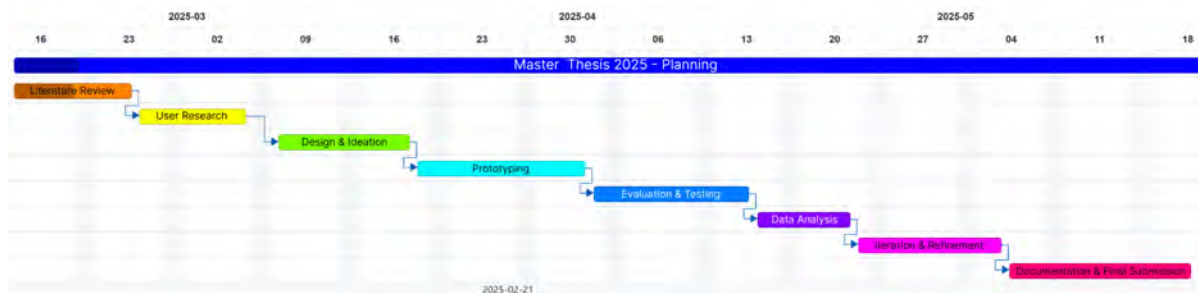 2025-03 2025-04 2025-05
16 23 02 09 16 23 30 06 13 20 27 04 11 18
Master Thesis 2025 - Planning
Literature Review
User Research
Design & Ideation
Prototyping
Evaluation & Testing
Data Analysis
Iteration & Refinement
Documentation & Final Submission
2025-02-21